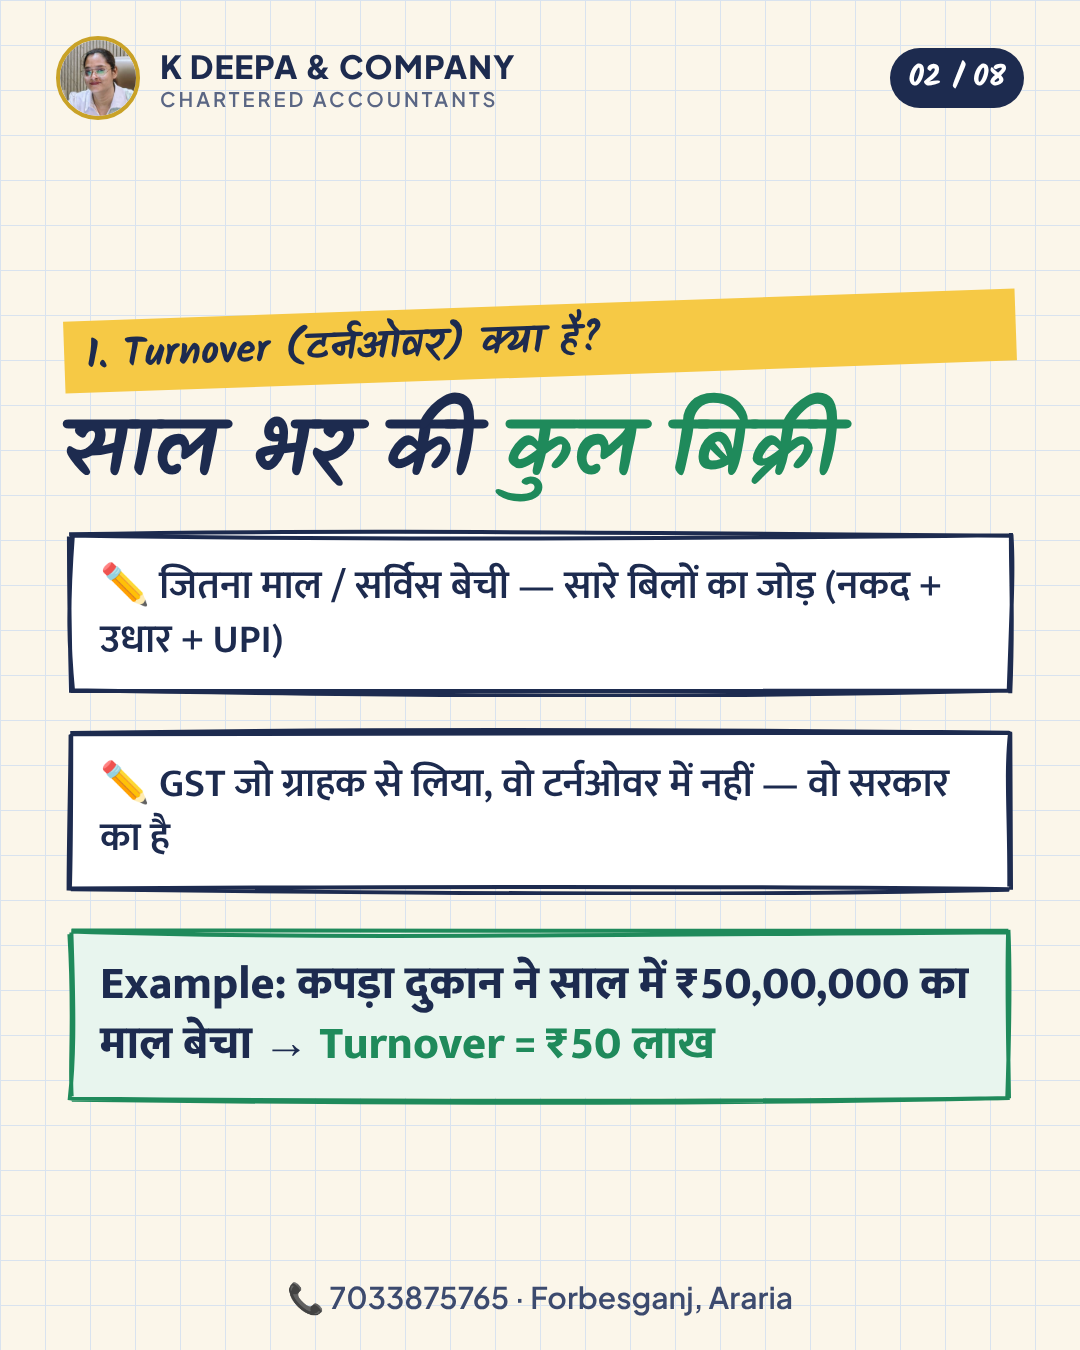 K DEEPA & COMPANY
CHARTERED ACCOUNTANTS
02 / 08
1. Turnover (टर्नओवर) क्या है?
साल भर की कुल बिक्री
✏️ जितना माल / सर्विस बेची — सारे बिलों का जोड़ (नकद +
उधार + UPI)
✏️ GST जो ग्राहक से लिया, वो टर्नओवर में नहीं — वो सरकार
का है
Example: कपड़ा दुकान ने साल में ₹50,00,000 का
माल बेचा → Turnover = ₹50 लाख
📞 7033875765 · Forbesganj, Araria